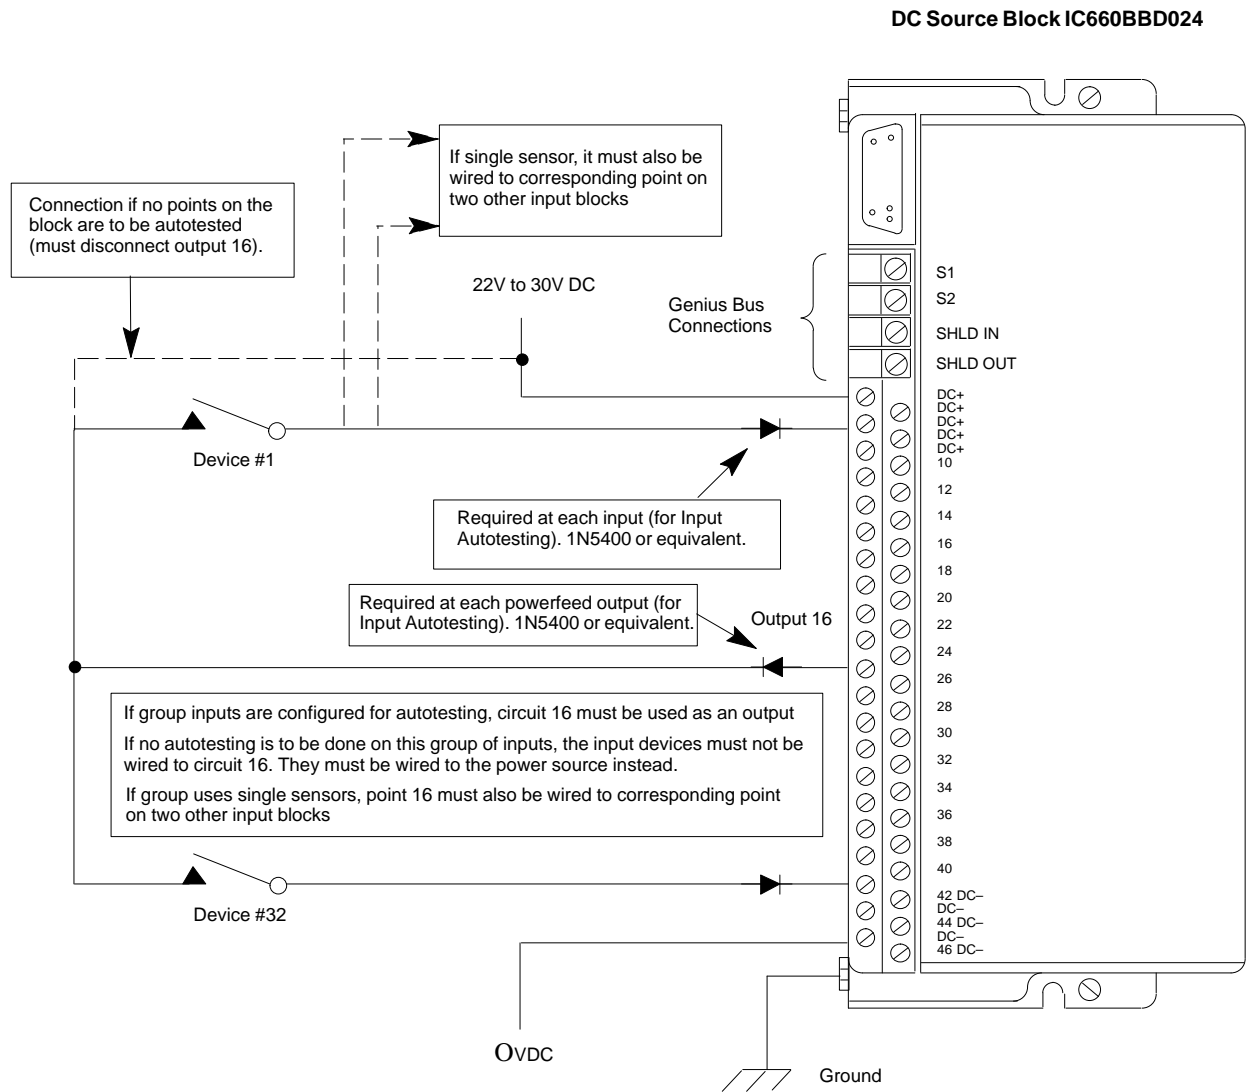 DC Source Block IC660BBD024
If single sensor, it must also be
wired to corresponding point on
two other input blocks
Connection if no points on the
block are to be autotested
(must disconnect output 16).
22V to 30V DC
Genius Bus
Connections
S1
S2
SHLD IN
SHLD OUT
DC+
DC+
DC+
DC+
DC+
10
12
14
16
18
20
22
24
26
28
30
32
34
36
38
40
42 DC–
DC–
44 DC–
DC–
46 DC–
Device #1
Required at each input (for Input
Autotesting). 1N5400 or equivalent.
Required at each powerfeed output (for
Input Autotesting). 1N5400 or equivalent.
Output 16
If group inputs are configured for autotesting, circuit 16 must be used as an output
If no autotesting is to be done on this group of inputs, the input devices must not be
wired to circuit 16. They must be wired to the power source instead.
If group uses single sensors, point 16 must also be wired to corresponding point
on two other input blocks
Device #32
OVDC
Ground